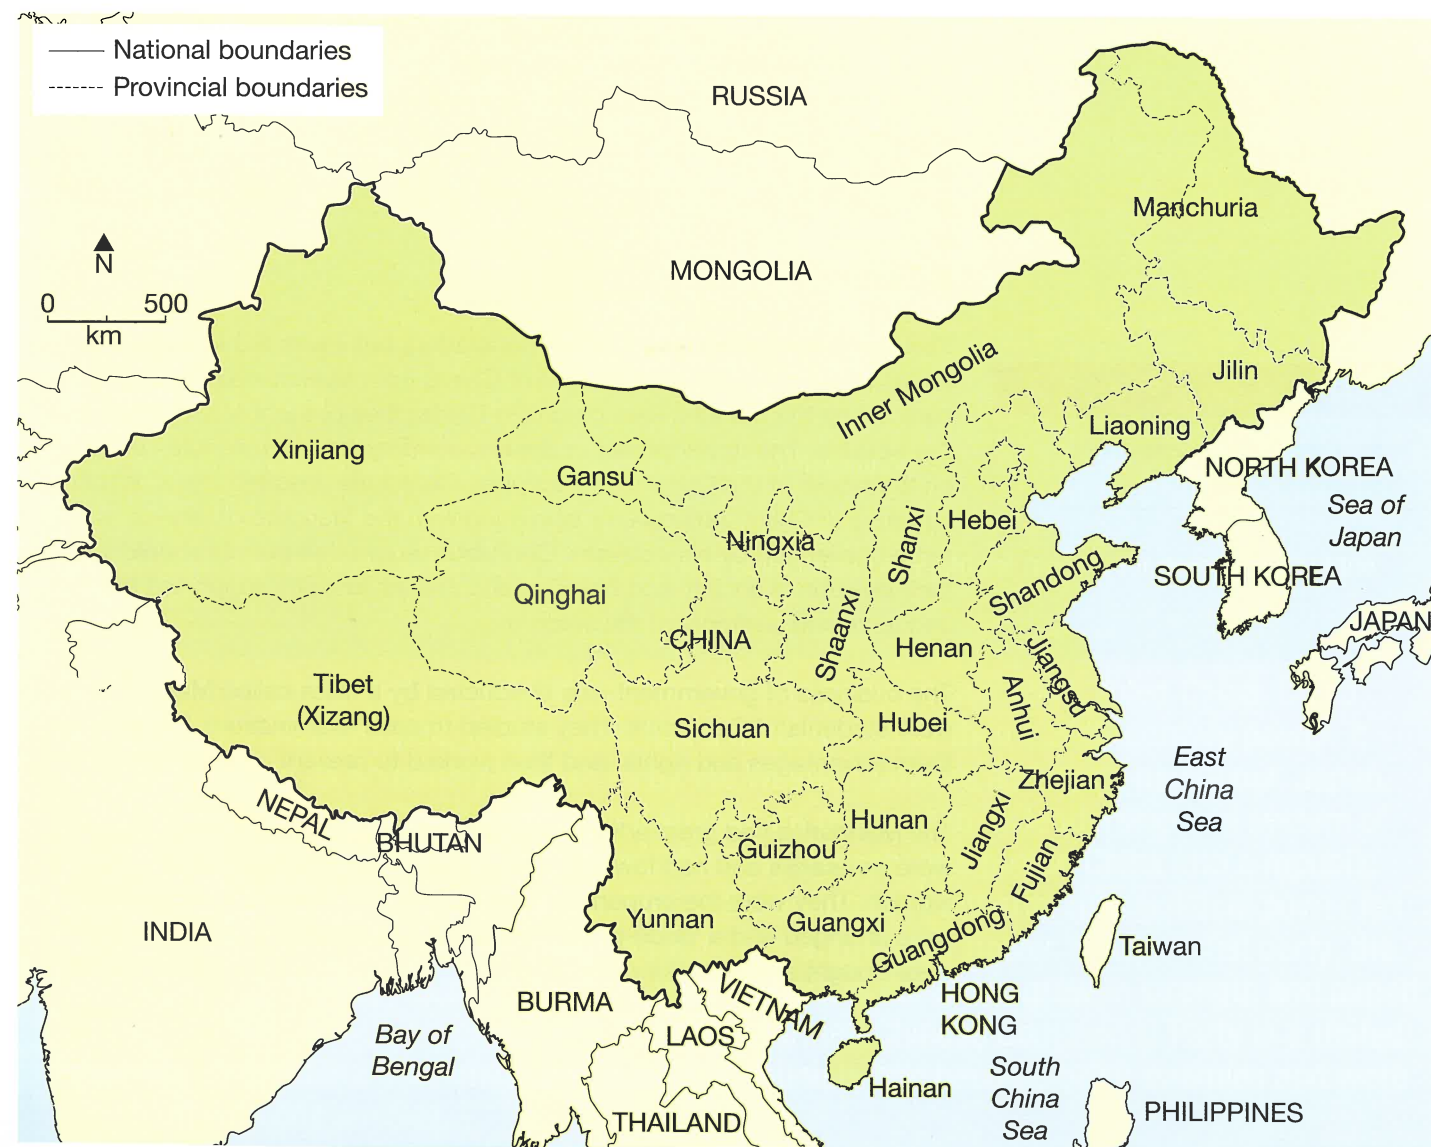 National boundaries
Provincial boundaries
RUSSIA
Manchuria
N
MONGOLIA
0 500
km
Inner Mongolia
Jilin
Xinjiang
Liaoning
Gansu
NORTH KOREA
Sea of
Japan
Hebei
Shanxi
Ningxia
SOUTH KOREA
Shandong
Qinghai
JAPAN
CHINA
Shaanxi
Henan
Jiangsu
Tibet
(Xizang)
Anhui
Sichuan
Hubei
East
China
Sea
Zhejian
NEPAL
Hunan
Jiangxi
BHUTAN
Guizhou
Fujian
INDIA
Yunnan
Guangxi
Guangdong
Taiwan
BURMA
VIETNAM
HONG
KONG
Bay of
Bengal
LAOS
South
China
Sea
Hainan
THAILAND
PHILIPPINES